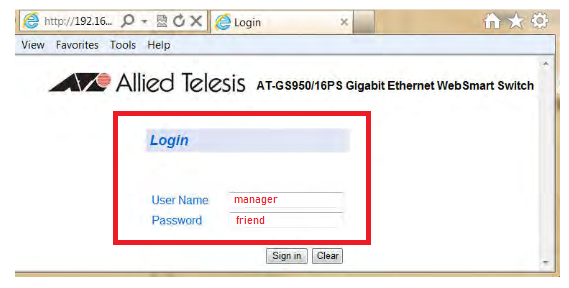 http://192.16... Login
View Favorites Tools Help
Allied Telesis AT-GS950/16PS Gigabit Ethernet WebSmart Switch
Login
User Name manager
Password friend
Sign in Clear